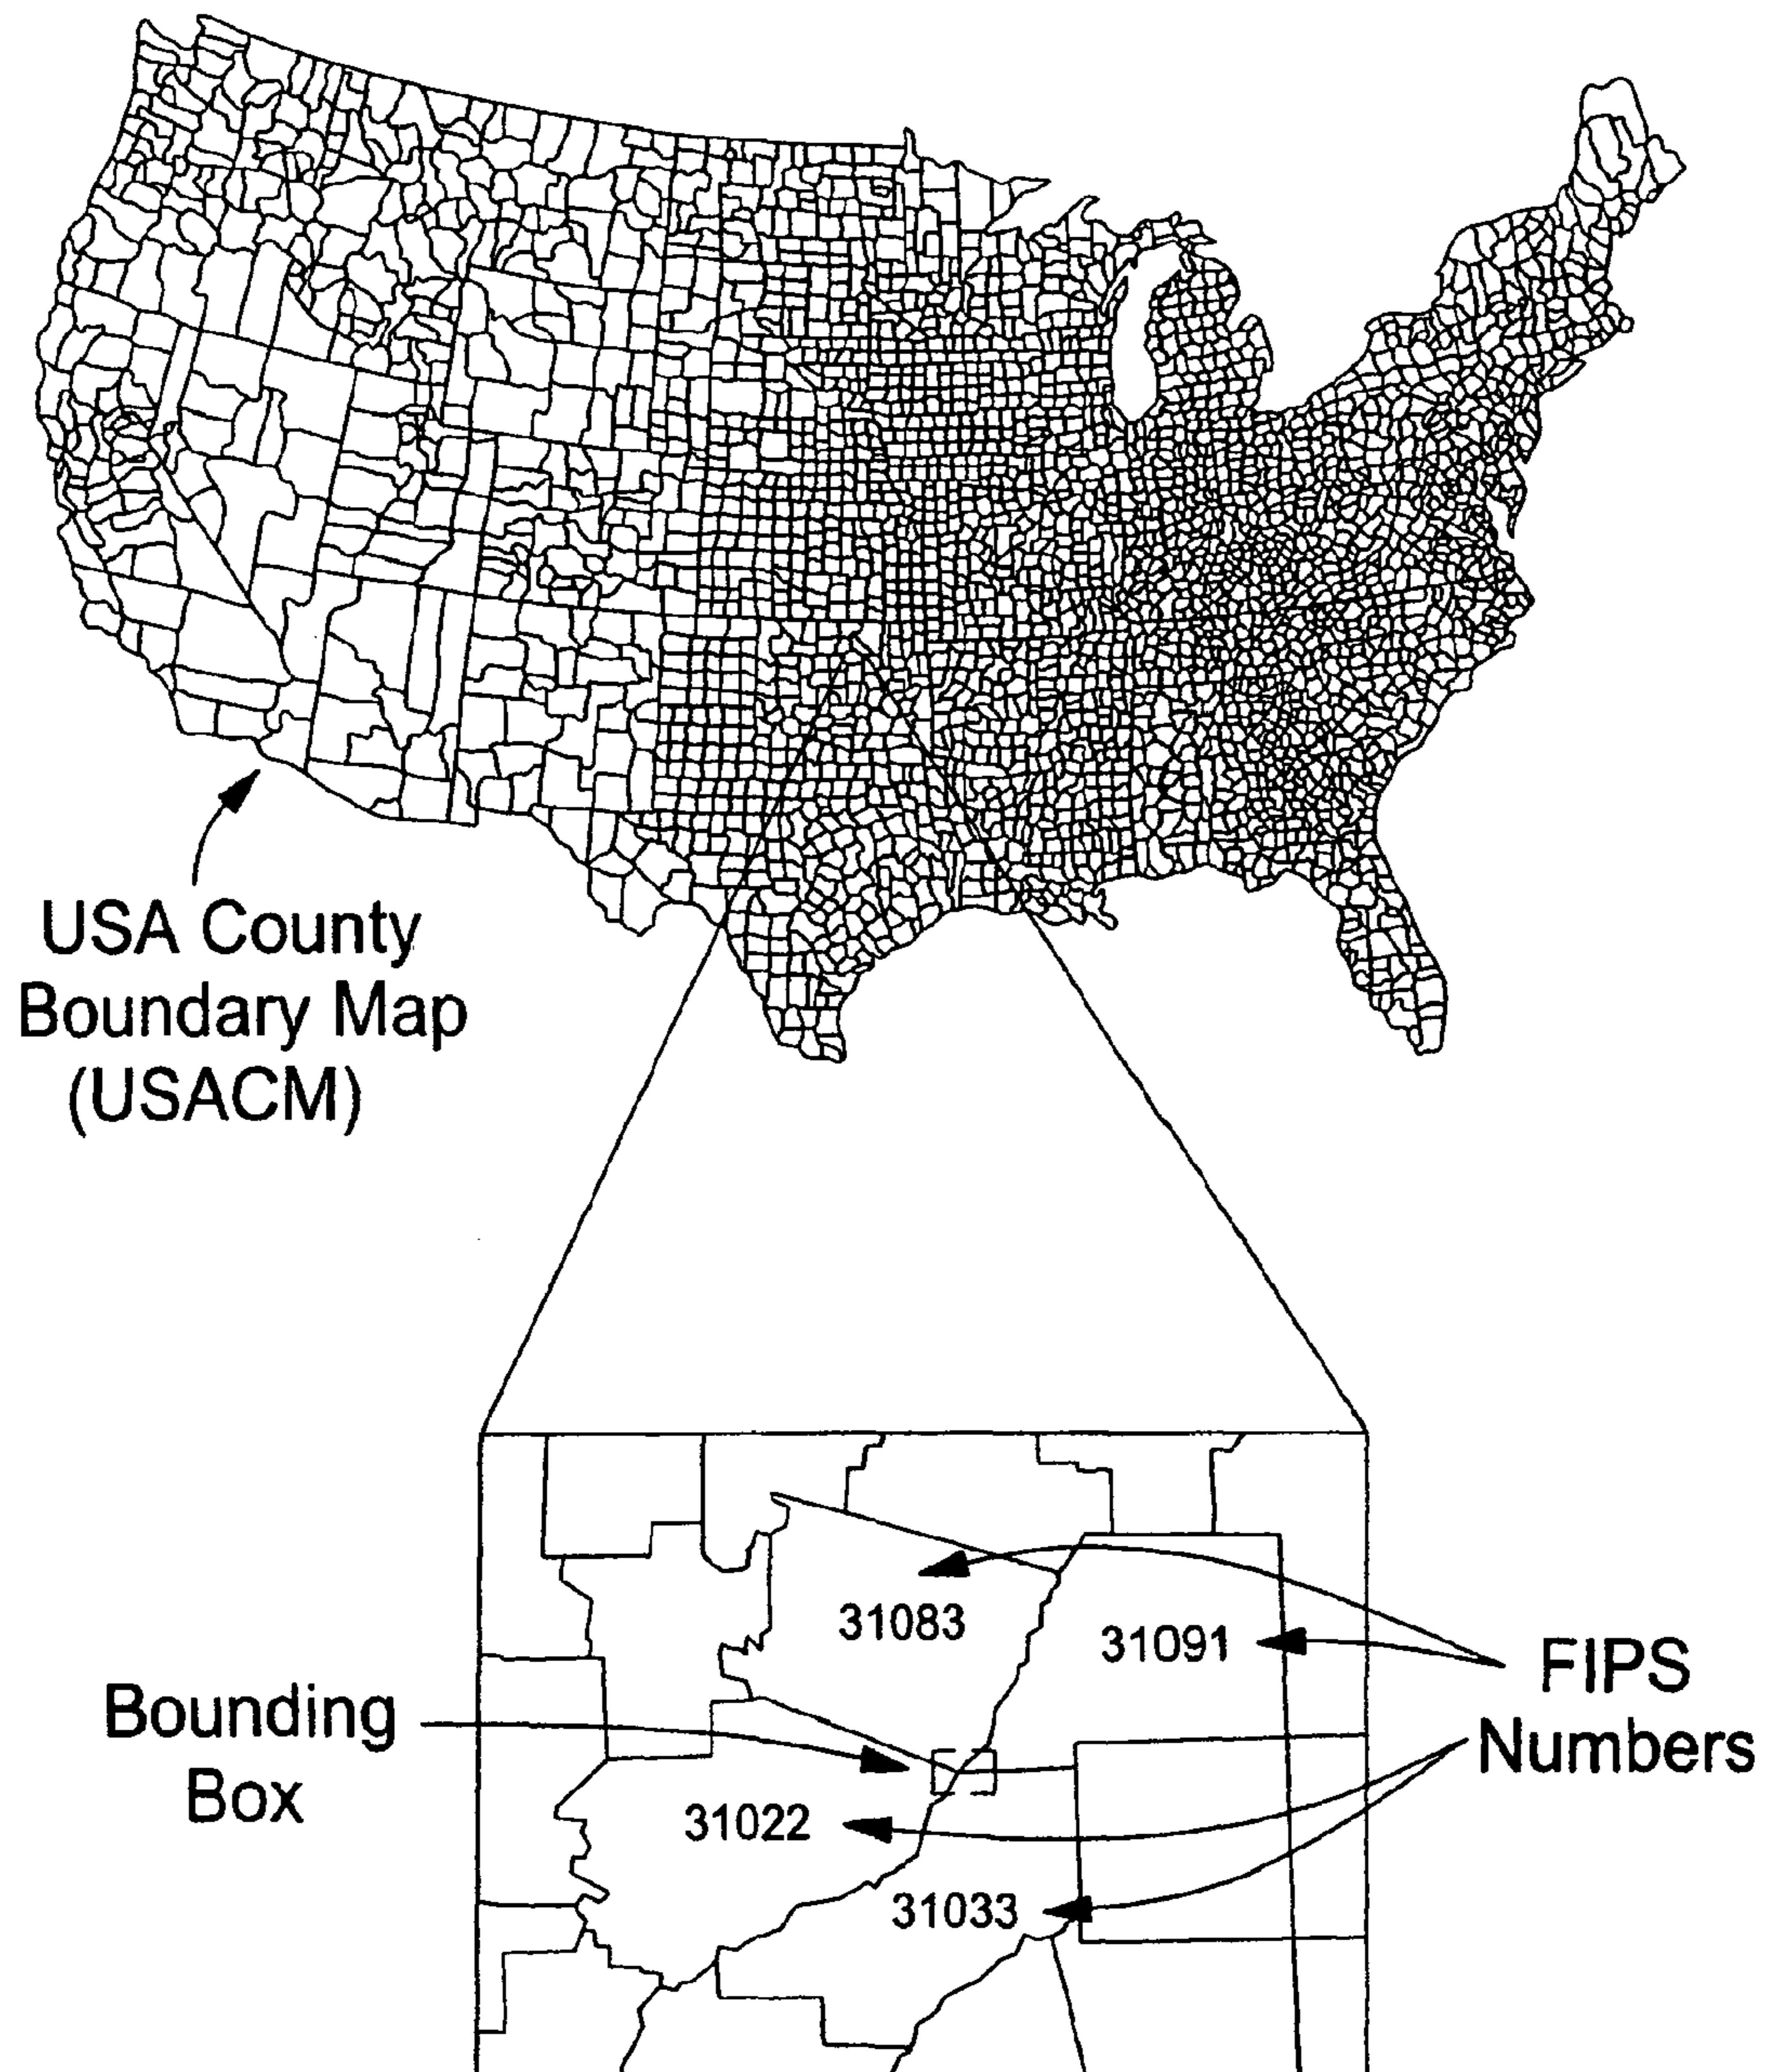 USA County
Boundary Map
(USACM)
31083
31091
FIPS
Numbers
Bounding
Box
31022
31033